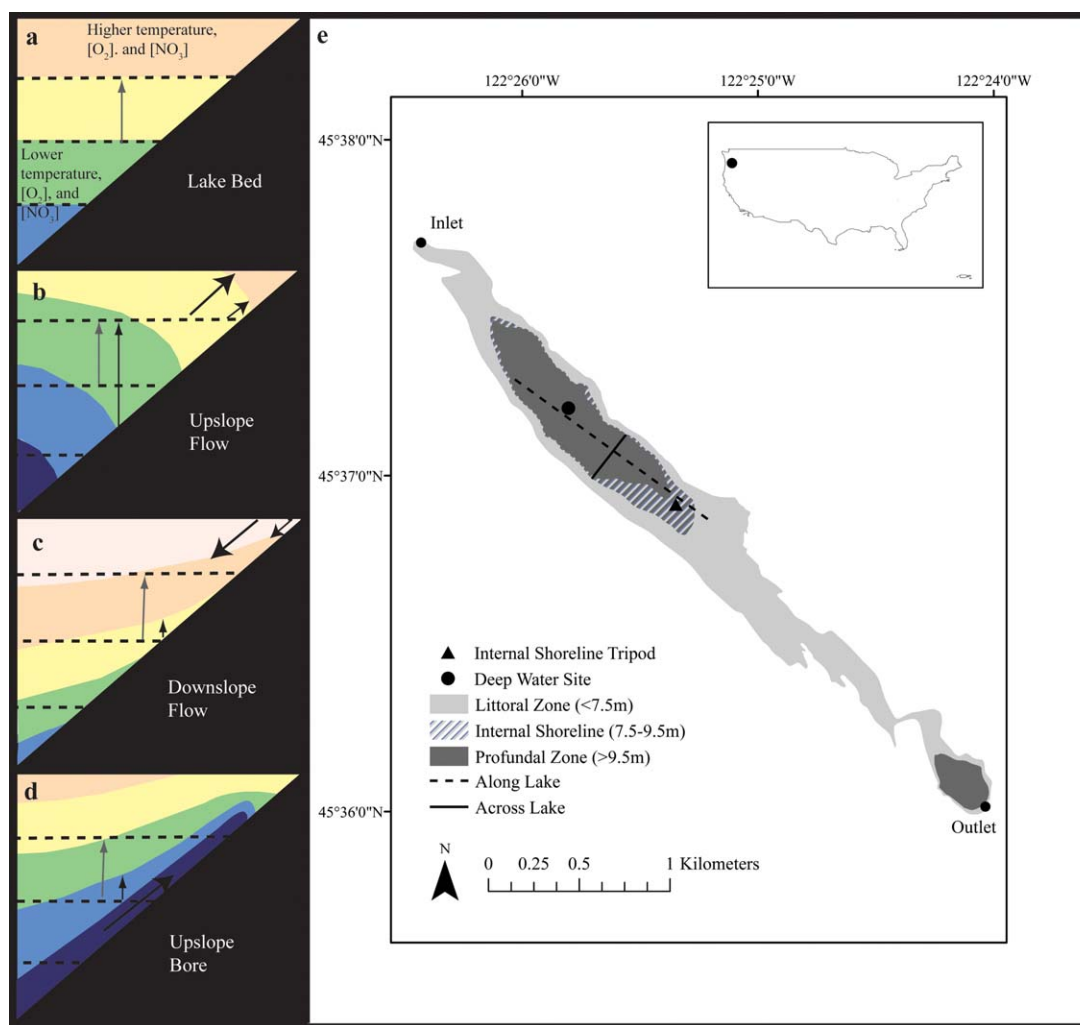 a
Higher temperature,
[O2]. and [NO3]
Lower
temperature,
[O2], and
[NO3]
Lake Bed
b
Upslope
Flow
c
Downslope
Flow
d
Upslope
Bore
e
122°26'0"W
122°25'0"W
122°24'0"W
45°38'0"N
45°37'0"N
45°36'0"N
Inlet
Outlet
Internal Shoreline Tripod
Deep Water Site
Littoral Zone (<7.5m)
Internal Shoreline (7.5-9.5m)
Profundal Zone (>9.5m)
Along Lake
Across Lake
N
0 0.25 0.5 1 Kilometers